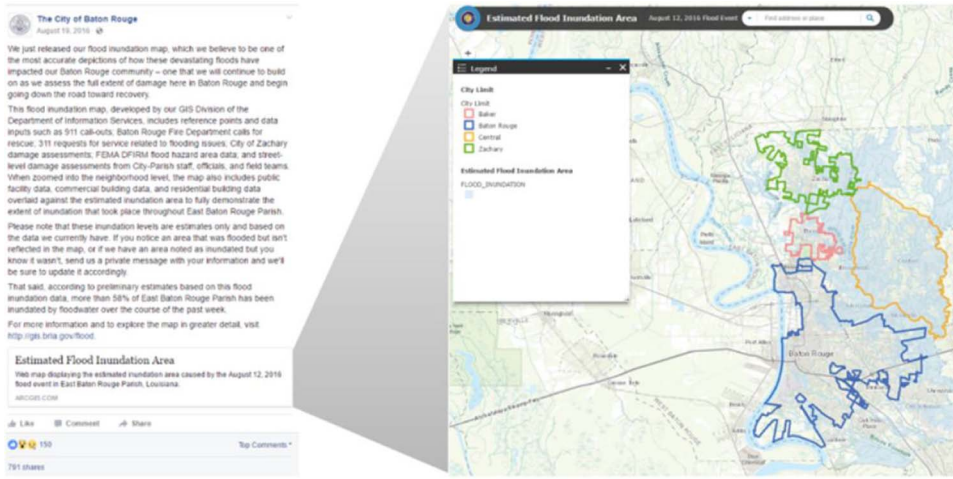 The City of Baton Rouge
August 19, 2016
We just released our flood inundation map, which we believe to be one of
the most accurate depictions of how these devastating floods have
impacted our Baton Rouge community – one that we will continue to build
on as we assess the full extent of damage here in Baton Rouge and begin
going down the road toward recovery.
This flood inundation map, developed by our GIS Division of the
Department of Information Services, includes reference points and data
inputs such as 911 call-outs; Baton Rouge Fire Department calls for
rescue; 311 requests for service related to flooding issues; City of Zachary
damage assessments; FEMA DFIRM flood hazard area data; and street-
level damage assessments from City-Parish staff, officials, and field teams.
When zoomed into the neighborhood level, the map also includes public
facility data, commercial building data, and residential building data
overlaid against the estimated inundation area to fully demonstrate the
extent of inundation that took place throughout East Baton Rouge Parish.
Please note that these inundation levels are estimates only and based on
the data we currently have. If you notice an area that was flooded but isn't
reflected in the map, or if we have an area noted as inundated but you
know it wasn't, send us a private message with your information and we'll
be sure to update it accordingly.
That said, according to preliminary estimates based on this flood
inundation data, more than 58% of East Baton Rouge Parish has been
inundated by floodwater over the course of the past week.
For more information and to explore the map in greater detail, visit
http://gis.brla.gov/flood.
Estimated Flood Inundation Area
Web map displaying the estimated inundation area caused by the August 12, 2016
flood event in East Baton Rouge Parish, Louisiana.
ARCGIS.COM
Like Comment Share
150 Top Comments
791 shares
Estimated Flood Inundation Area August 12, 2016 Flood Event Find address or place
+
Legend – X
City Limit
City Limit
Baker
Baton Rouge
Central
Zachary
Estimated Flood Inundation Area
FLOOD_INUNDATION
Port Allen
Baton Rouge
WEST BATON ROUGE